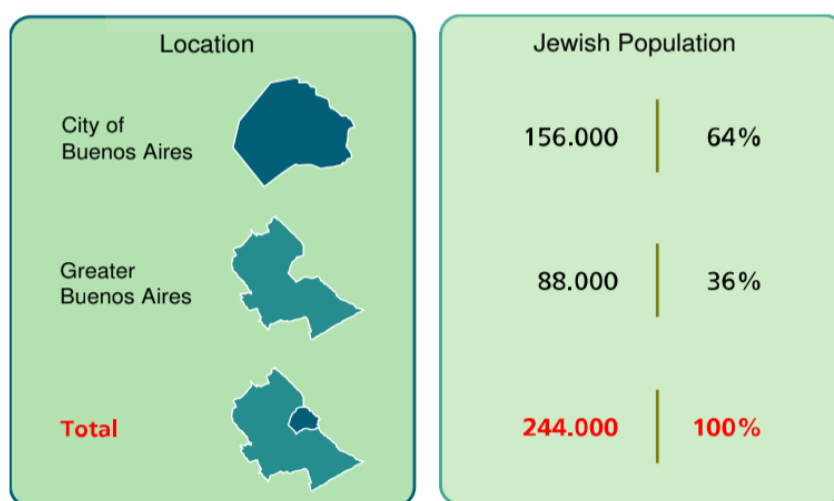 Location
Jewish Population
City of
Buenos Aires
156.000
64%
Greater
Buenos Aires
88.000
36%
Total
244.000
100%